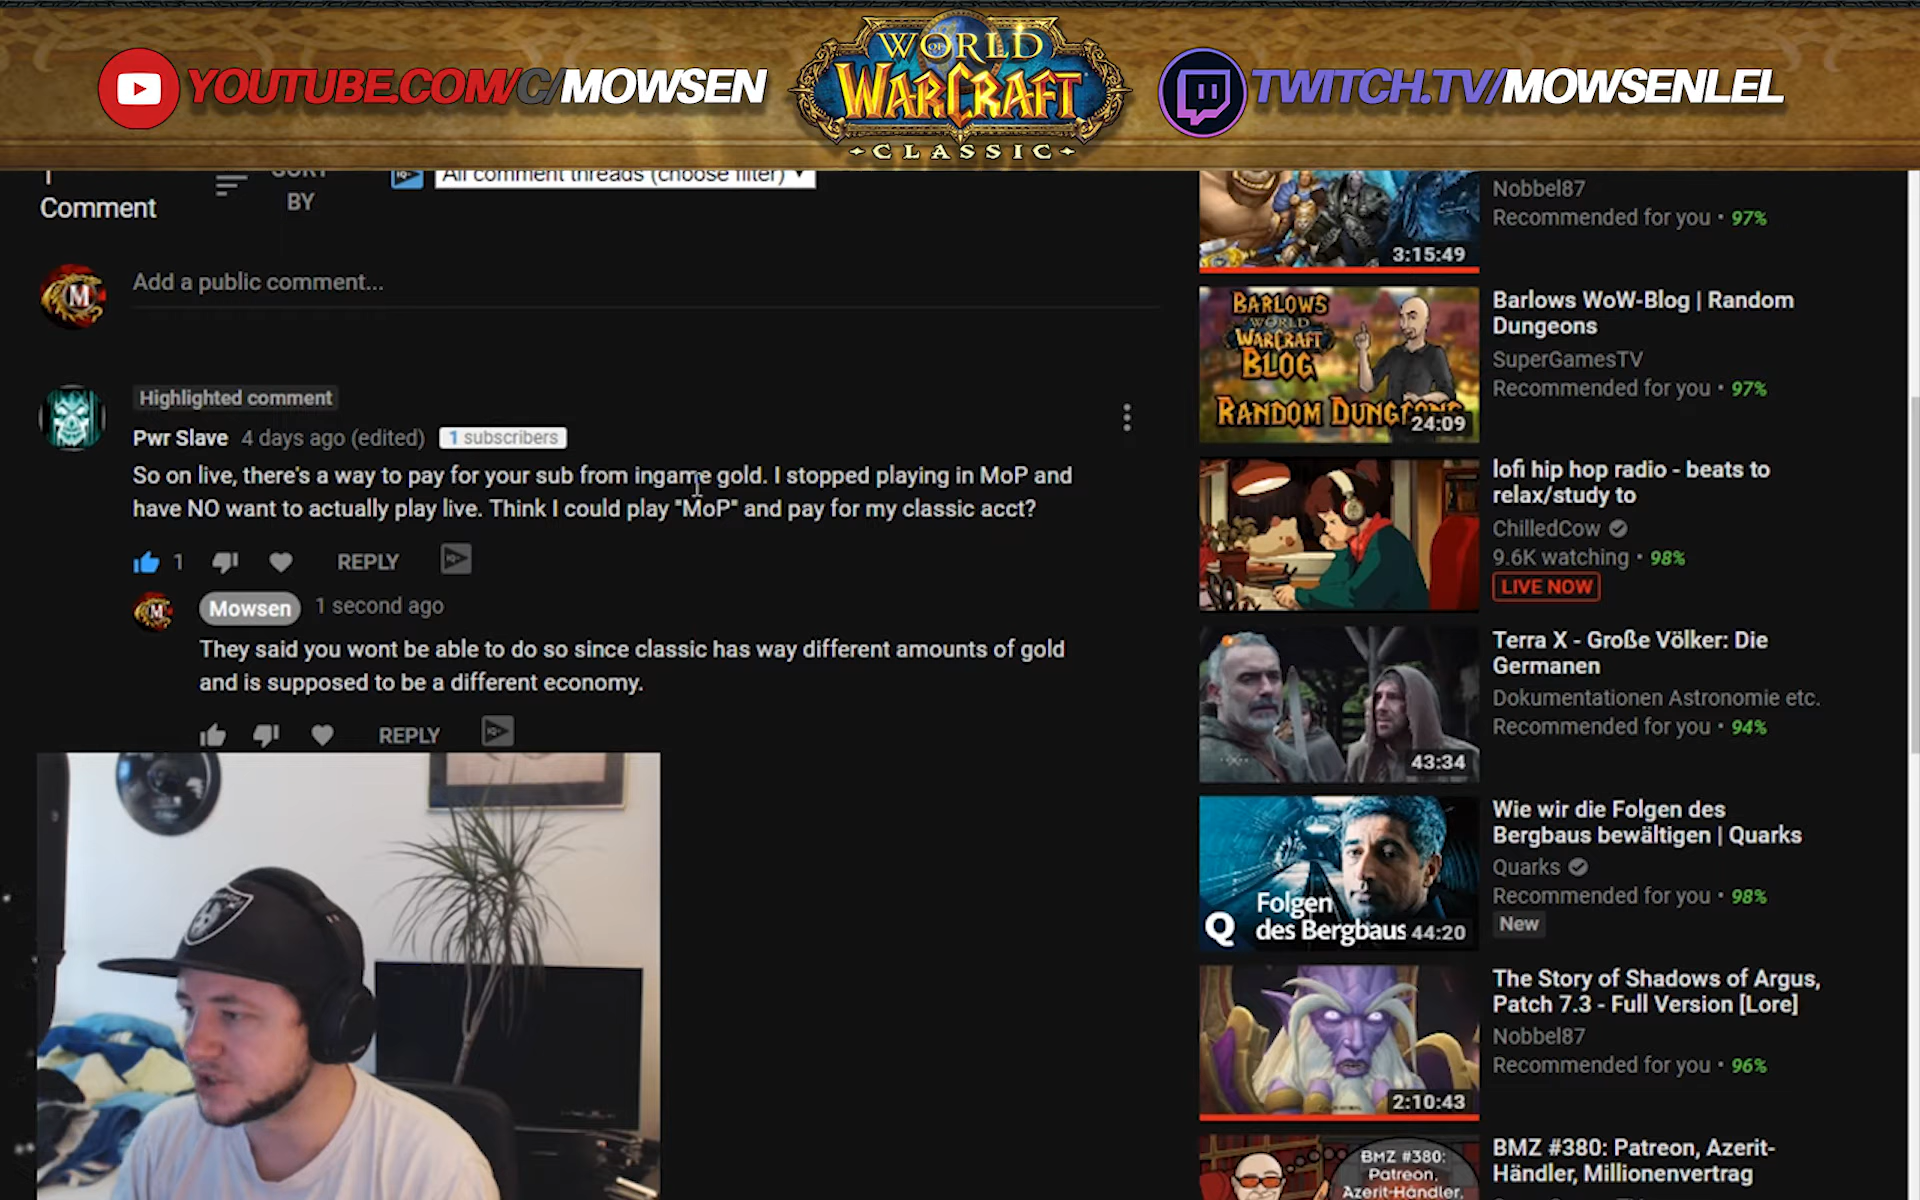 YOUTUBE.COM/C/MOWSEN
WORLD OF WARCRAFT
CLASSIC
TWITCH.TV/MOWSENLEL
1
Comment
SORT
BY
All comment threads (choose filter)
Add a public comment...
Highlighted comment
Pwr Slave 4 days ago (edited) 1 subscribers
So on live, there's a way to pay for your sub from ingame gold. I stopped playing in MoP and
have NO want to actually play live. Think I could play "MoP" and pay for my classic acct?
1 REPLY
Mowsen 1 second ago
They said you wont be able to do so since classic has way different amounts of gold
and is supposed to be a different economy.
REPLY
3:15:49
Nobbel87
Recommended for you • 97%
BARLOWS
WORLD
WARCRAFT
BLOG
RANDOM DUNGEONS
24:09
Barlows WoW-Blog | Random
Dungeons
SuperGamesTV
Recommended for you • 97%
lofi hip hop radio - beats to
relax/study to
ChilledCow
9.6K watching • 98%
LIVE NOW
43:34
Terra X - Große Völker: Die
Germanen
Dokumentationen Astronomie etc.
Recommended for you • 94%
Q
Folgen
des Bergbaus 44:20
Wie wir die Folgen des
Bergbaus bewältigen | Quarks
Quarks
Recommended for you • 98%
New
2:10:43
The Story of Shadows of Argus,
Patch 7.3 - Full Version [Lore]
Nobbel87
Recommended for you • 96%
BMZ #380:
Patreon,
Azerit-Händler,
BMZ #380: Patreon, Azerit-
Händler, Millionenvertrag